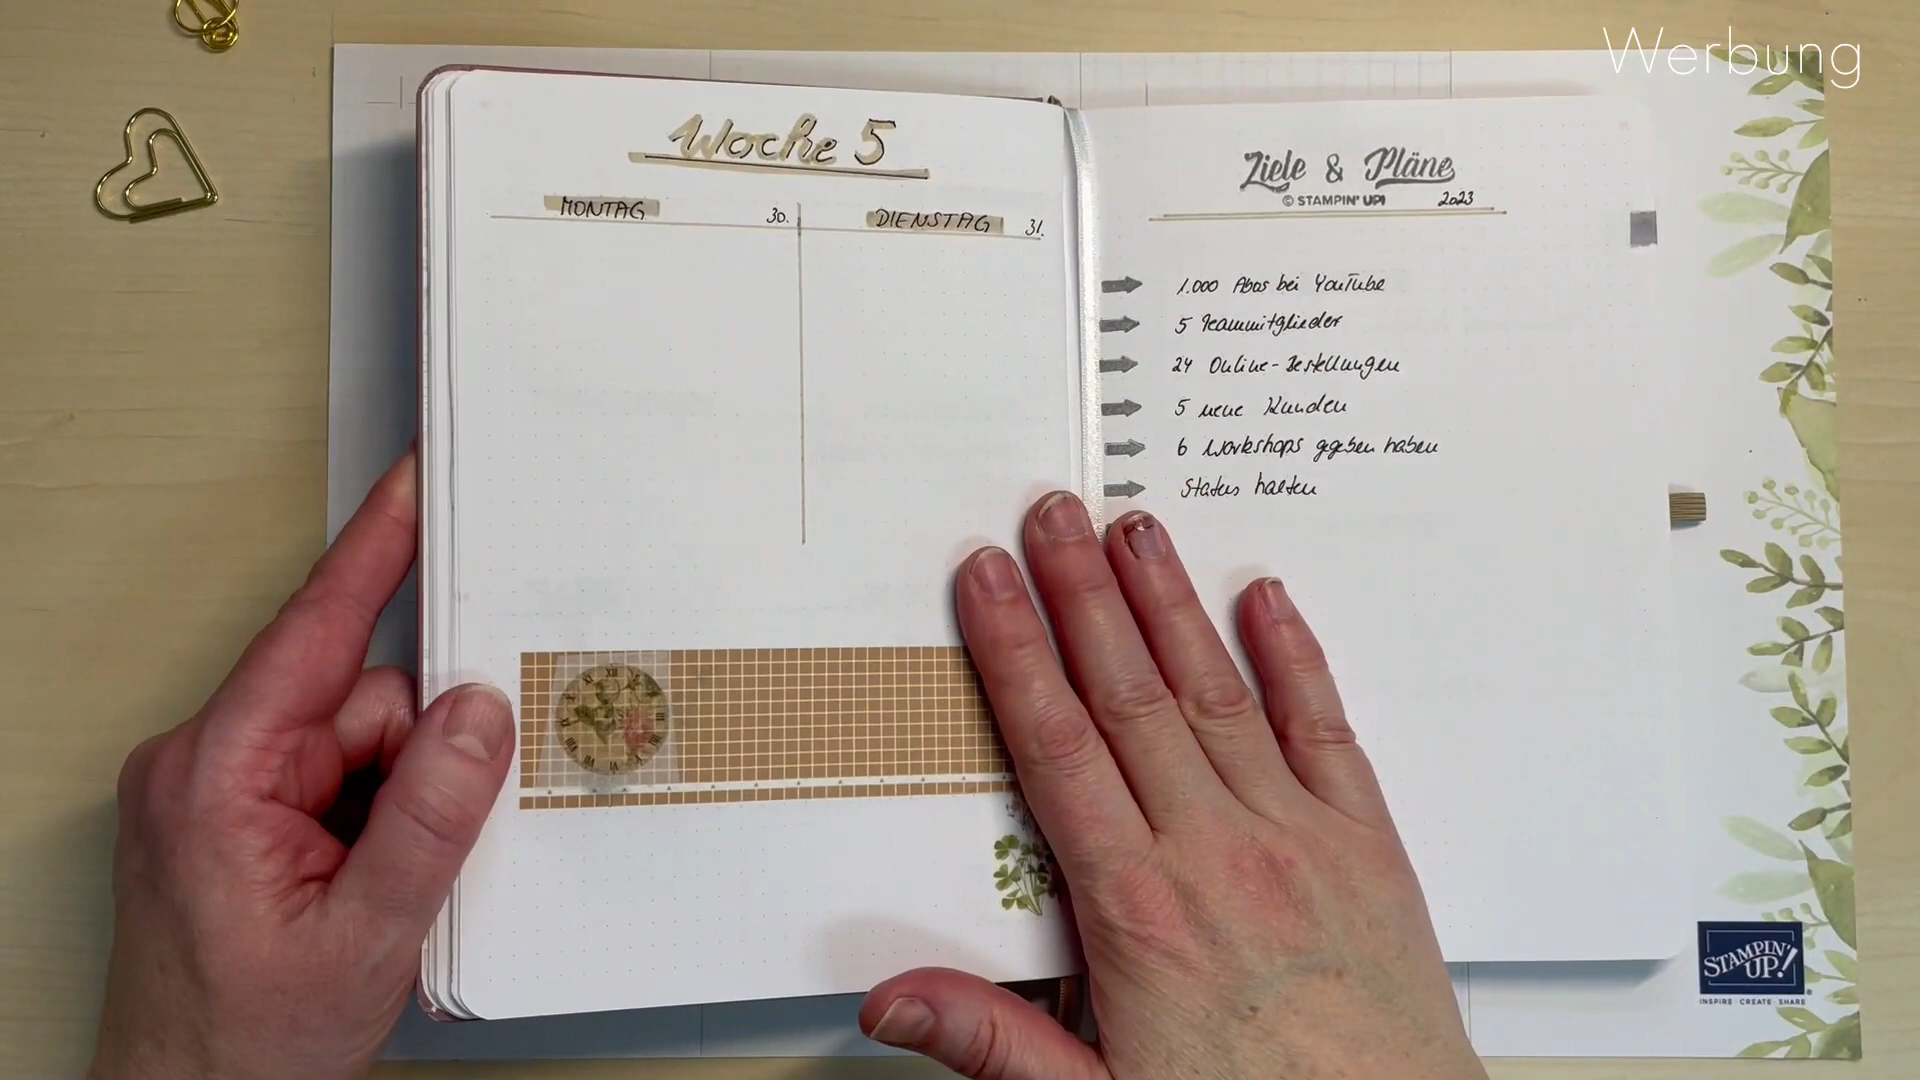 Werbung
Woche 5
MONTAG 30.
DIENSTAG 31.
Ziele & Pläne
© STAMPIN' UP! 2023
1.000 Abos bei YouTube
5 Teammitglieder
24 Online-Bestellungen
5 neue Kunden
6 Workshops gegeben haben
Status halten
STAMPIN' UP!®
INSPIRE · CREATE · SHARE